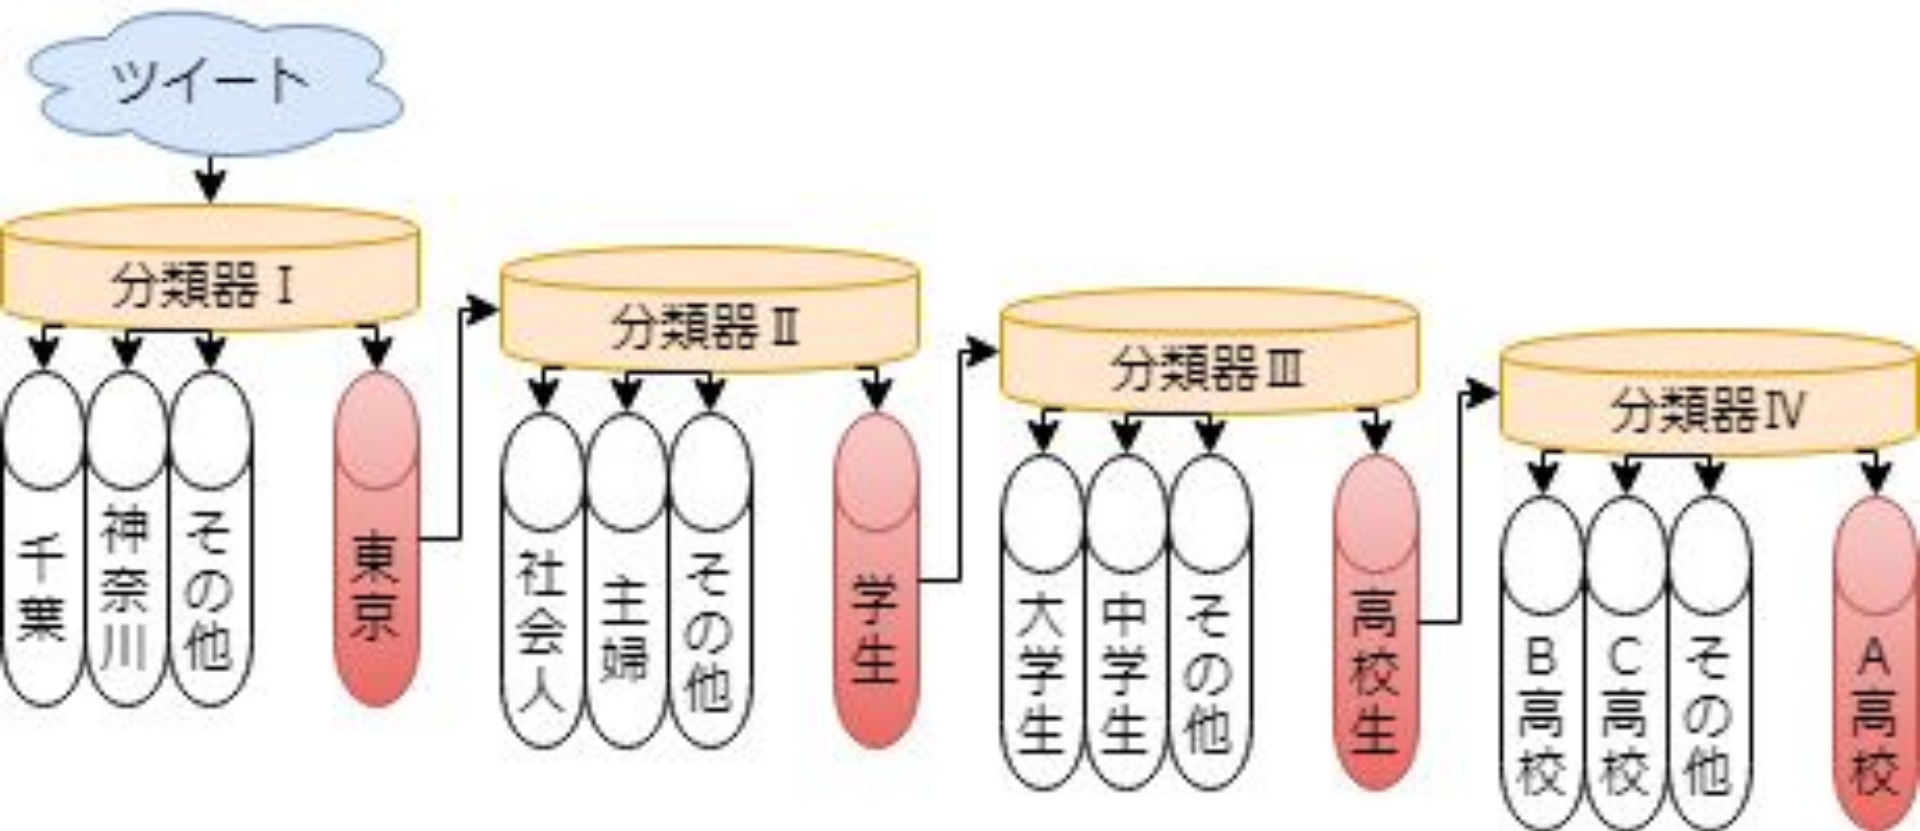 ツイート
分類器Ⅰ
千葉
神奈川
その他
東京
分類器Ⅱ
社会人
主婦
その他
学生
分類器Ⅲ
大学生
中学生
その他
高校生
分類器Ⅳ
B高校
C高校
その他
A高校